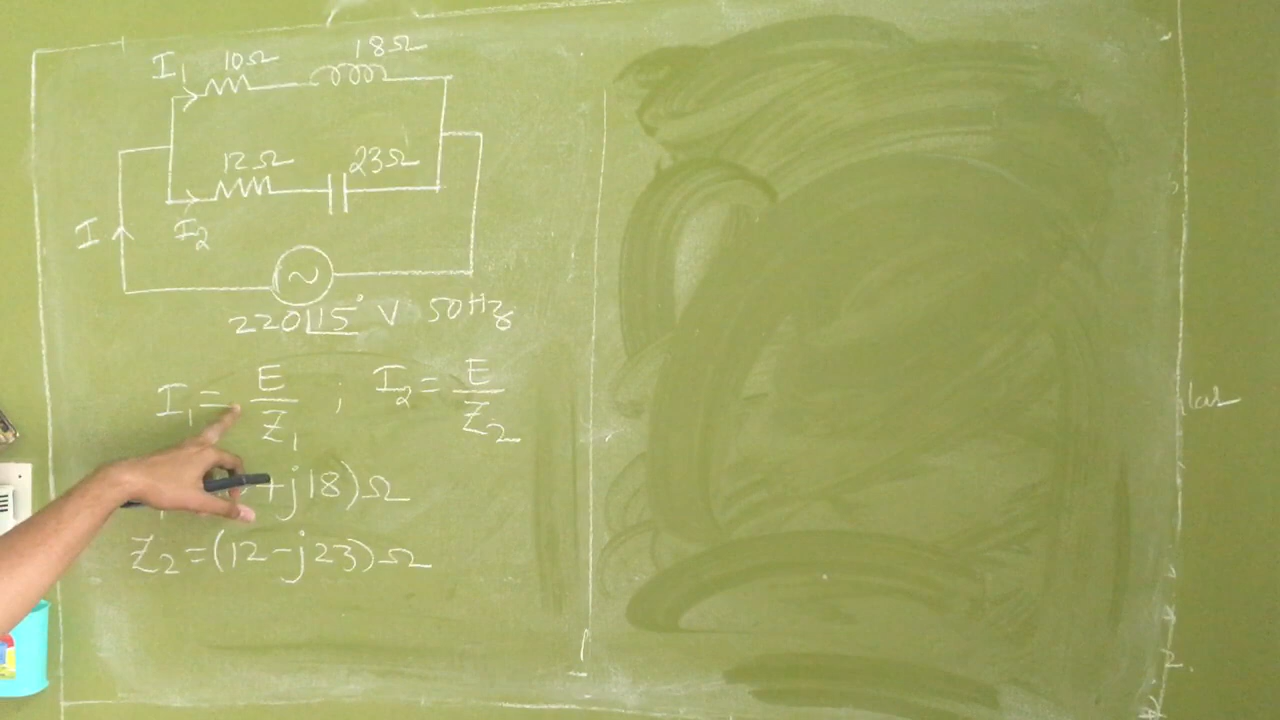 I1 10Ω 18Ω
12Ω 23Ω
I I2
~
220∠15° V 50Hz
I1 = E/Z1 ; I2 = E/Z2
+j18)Ω
Z2=(12-j23)Ω